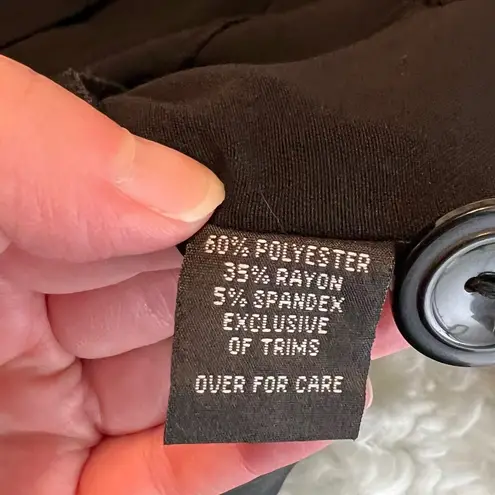 60% POLYESTER
35% RAYON
5% SPANDEX
EXCLUSIVE
OF TRIMS
OVER FOR CARE